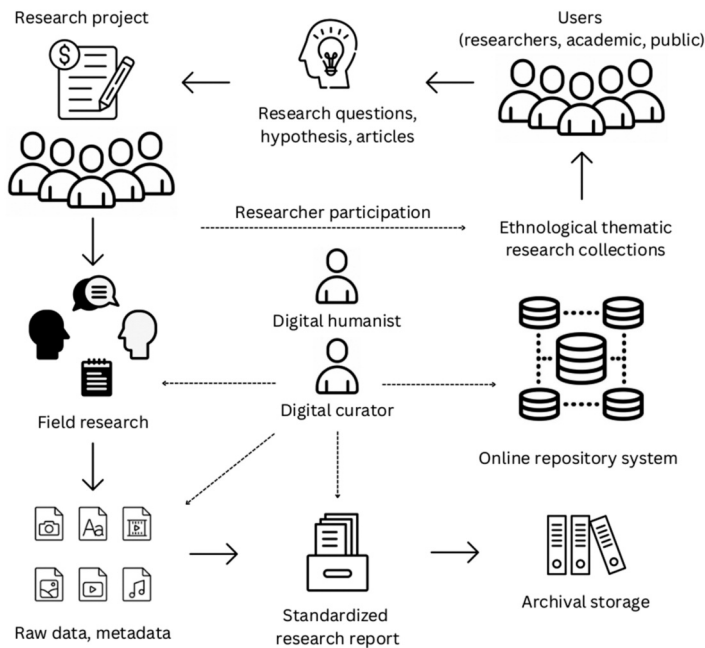 Research project
Users
(researchers, academic, public)
$
Research questions,
hypothesis, articles
Researcher participation
Ethnological thematic
research collections
Digital humanist
Digital curator
Field research
Online repository system
Aa
Archival storage
Standardized
research report
Raw data, metadata